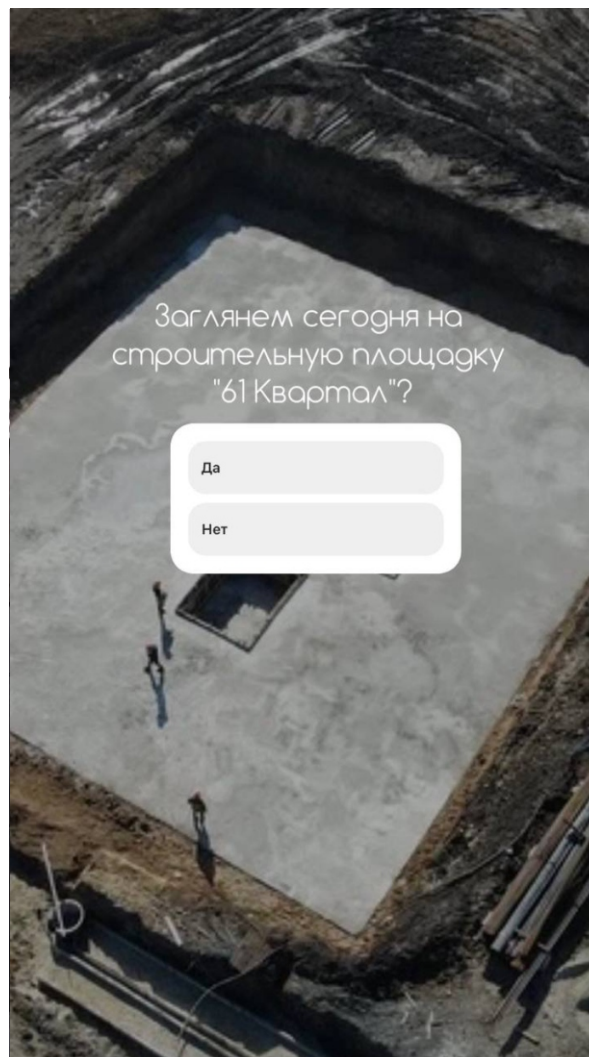 Заглянем сегодня на
строительную площадку
"61 Квартал"?
Да
Нет